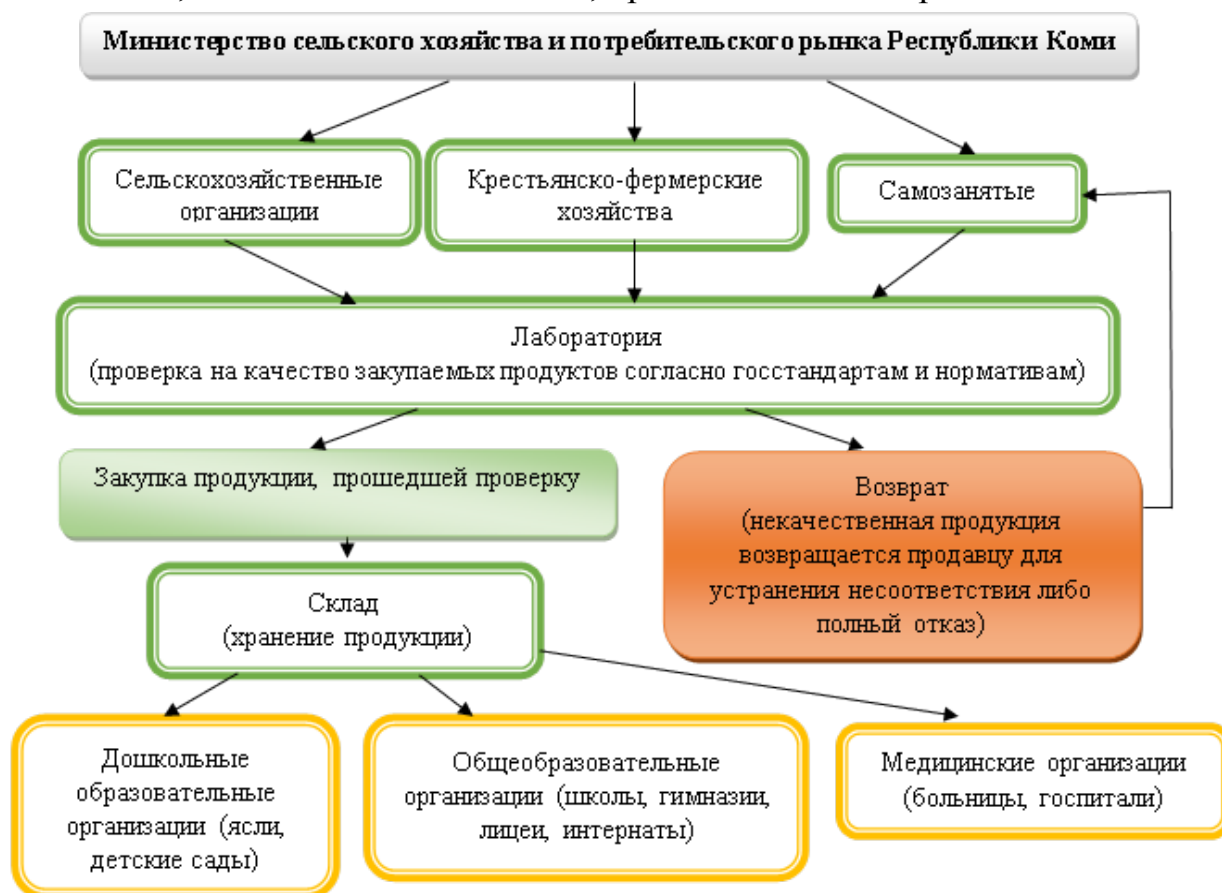 Министерство сельского хозяйства и потребительского рынка Республики Коми
Сельскохозяйственные
организации
Крестьянско-фермерские
хозяйства
Самозанятые
Лаборатория
(проверка на качество закупаемых продуктов согласно госстандартам и нормативам)
Закупка продукции, прошедшей проверку
Возврат
(некачественная продукция
возвращается продавцу для
устранения несоответствия либо
полный отказ)
Склад
(хранение продукции)
Дошкольные
образовательные
организации (ясли,
детские сады)
Общеобразовательные
организации (школы, гимназии,
лицеи, интернаты)
Медицинские организации
(больницы, госпитали)